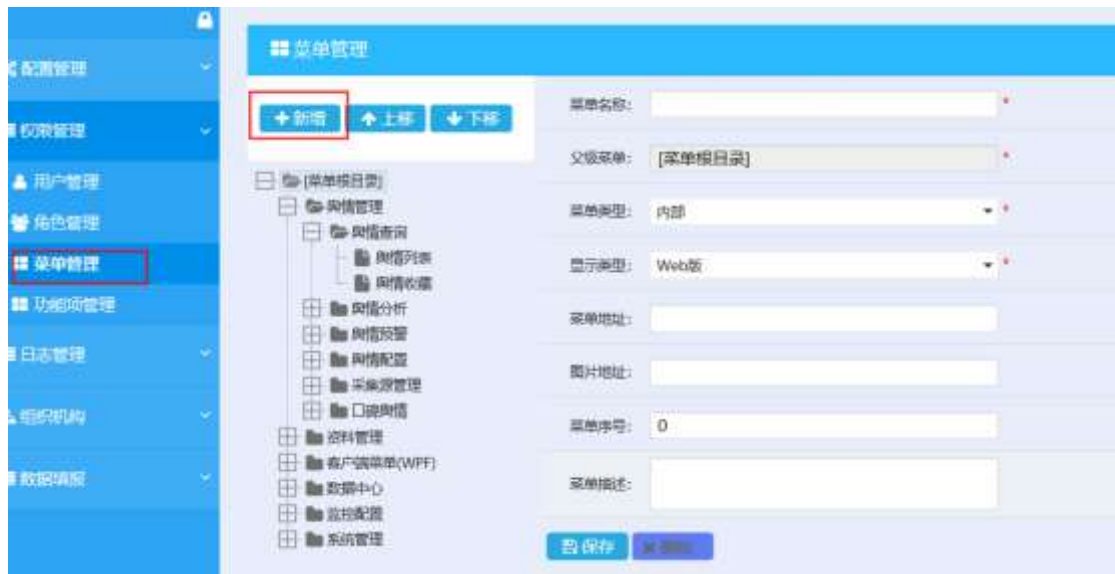 配置管理
权限管理
用户管理
角色管理
菜单管理
功能项管理
日志管理
组织机构
数据填报
菜单管理
新增 上移 下移
[菜单根目录]
舆情管理
舆情查询
舆情列表
舆情收藏
舆情分析
舆情预警
舆情配置
采集源管理
口碑舆情
资料管理
客户端菜单(WPF)
数据中心
监控配置
系统管理
菜单名称: *
父级菜单: [菜单根目录] *
菜单类型: 内部 *
显示类型: Web版 *
菜单地址:
图片地址:
菜单序号: 0
菜单描述:
保存